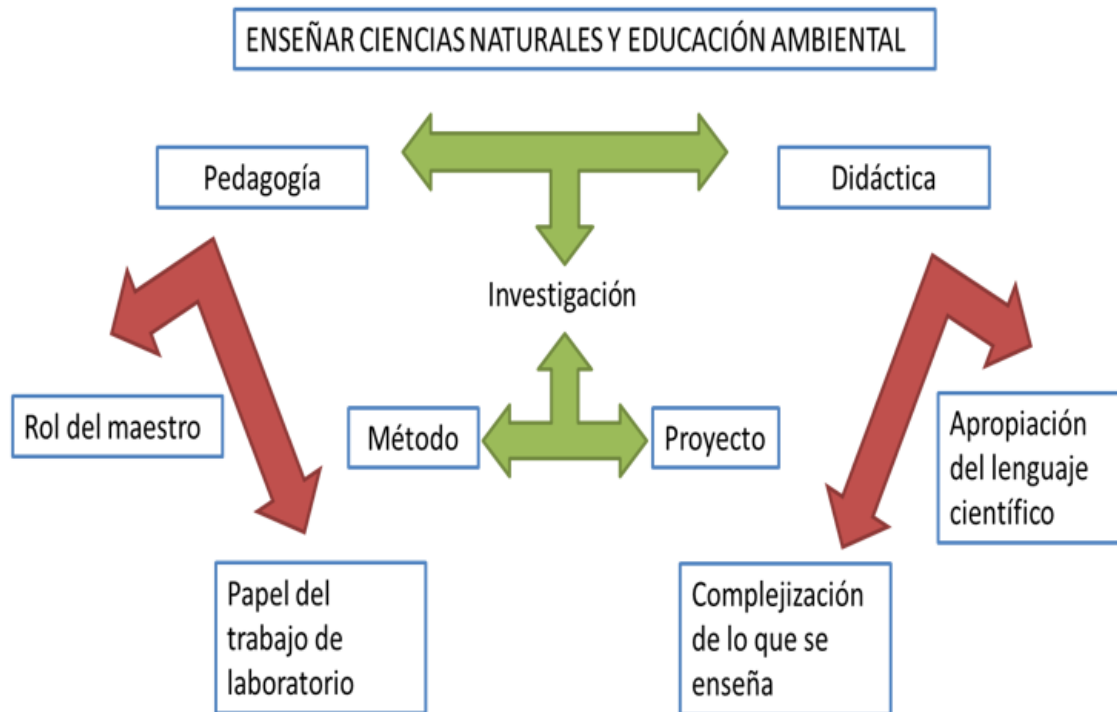 ENSEÑAR CIENCIAS NATURALES Y EDUCACIÓN AMBIENTAL
Pedagogía
Didáctica
Investigación
Rol del maestro
Método
Proyecto
Apropiación
del lenguaje
científico
Papel del
trabajo de
laboratorio
Complejización
de lo que se
enseña